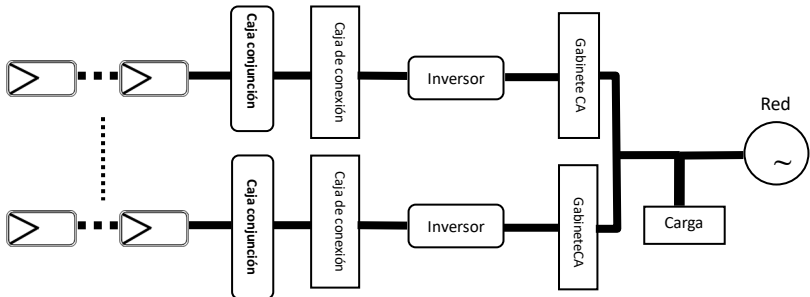 Caja conjunción
Caja de conexión
Inversor
Gabinete CA
Red
~
Caja conjunción
Caja de conexión
Inversor
GabineteCA
Carga